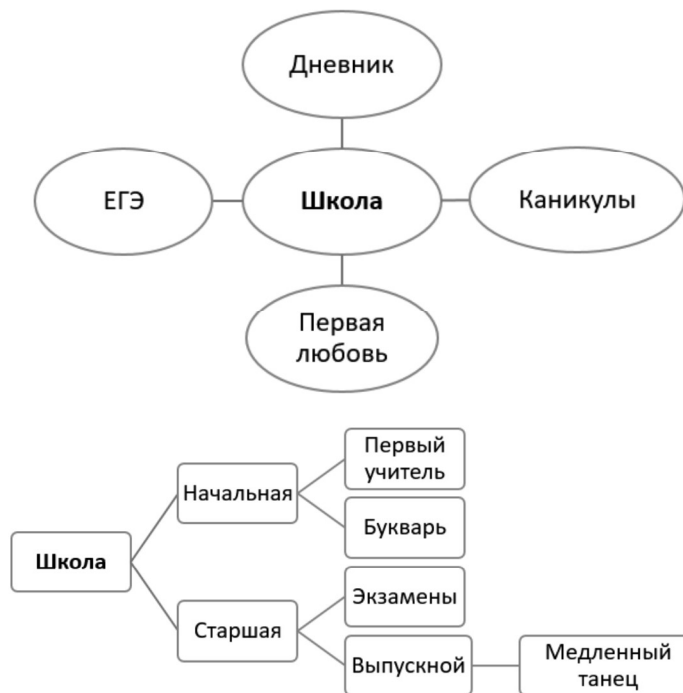 Дневник
ЕГЭ
Школа
Каникулы
Первая
любовь
Первый
учитель
Начальная
Букварь
Школа
Экзамены
Старшая
Выпускной
Медленный
танец